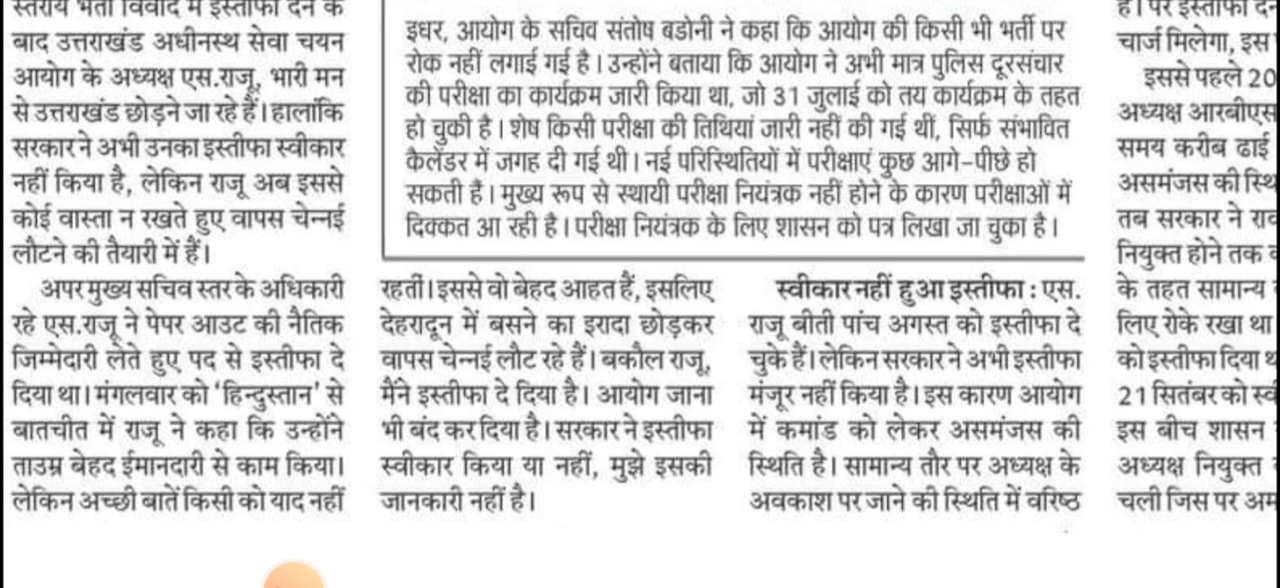 स्तरीय भर्ती विवाद में इस्तीफा देने के
बाद उत्तराखंड अधीनस्थ सेवा चयन
आयोग के अध्यक्ष एस.राजू, भारी मन
से उत्तराखंड छोड़ने जा रहे हैं। हालांकि
सरकार ने अभी उनका इस्तीफा स्वीकार
नहीं किया है, लेकिन राजू अब इससे
कोई वास्ता न रखते हुए वापस चेन्नई
लौटने की तैयारी में हैं।
अपर मुख्य सचिव स्तर के अधिकारी
रहे एस.राजू ने पेपर आउट की नैतिक
जिम्मेदारी लेते हुए पद से इस्तीफा दे
दिया था। मंगलवार को 'हिन्दुस्तान' से
बातचीत में राजू ने कहा कि उन्होंने
ताउम्र बेहद ईमानदारी से काम किया।
लेकिन अच्छी बातें किसी को याद नहीं
इधर, आयोग के सचिव संतोष बडोनी ने कहा कि आयोग की किसी भी भर्ती पर
रोक नहीं लगाई गई है। उन्होंने बताया कि आयोग ने अभी मात्र पुलिस दूरसंचार
की परीक्षा का कार्यक्रम जारी किया था, जो 31 जुलाई को तय कार्यक्रम के तहत
हो चुकी है। शेष किसी परीक्षा की तिथियां जारी नहीं की गई थीं, सिर्फ संभावित
कैलेंडर में जगह दी गई थी। नई परिस्थितियों में परीक्षाएं कुछ आगे-पीछे हो
सकती हैं। मुख्य रूप से स्थायी परीक्षा नियंत्रक नहीं होने के कारण परीक्षाओं में
दिक्कत आ रही है। परीक्षा नियंत्रक के लिए शासन को पत्र लिखा जा चुका है।
रहतीं। इससे वो बेहद आहत हैं, इसलिए
देहरादून में बसने का इरादा छोड़कर
वापस चेन्नई लौट रहे हैं। बकौल राजू,
मैंने इस्तीफा दे दिया है। आयोग जाना
भी बंद कर दिया है। सरकार ने इस्तीफा
स्वीकार किया या नहीं, मुझे इसकी
जानकारी नहीं है।
स्वीकार नहीं हुआ इस्तीफा : एस.
राजू बीती पांच अगस्त को इस्तीफा दे
चुके हैं। लेकिन सरकार ने अभी इस्तीफा
मंजूर नहीं किया है। इस कारण आयोग
में कमांड को लेकर असमंजस की
स्थिति है। सामान्य तौर पर अध्यक्ष के
अवकाश पर जाने की स्थिति में वरिष्ठ
है। पर इस्तीफा
चार्ज मिलेगा, इस
इससे पहले 20
अध्यक्ष आरबीएस
समय करीब ढाई
असमंजस की
तब सरकार ने
नियुक्त होने तक
के तहत सामान्य
लिए रोके रखा था
को इस्तीफा दिया
21 सितंबर को
इस बीच शासन
अध्यक्ष नियुक्त
चली जिस पर